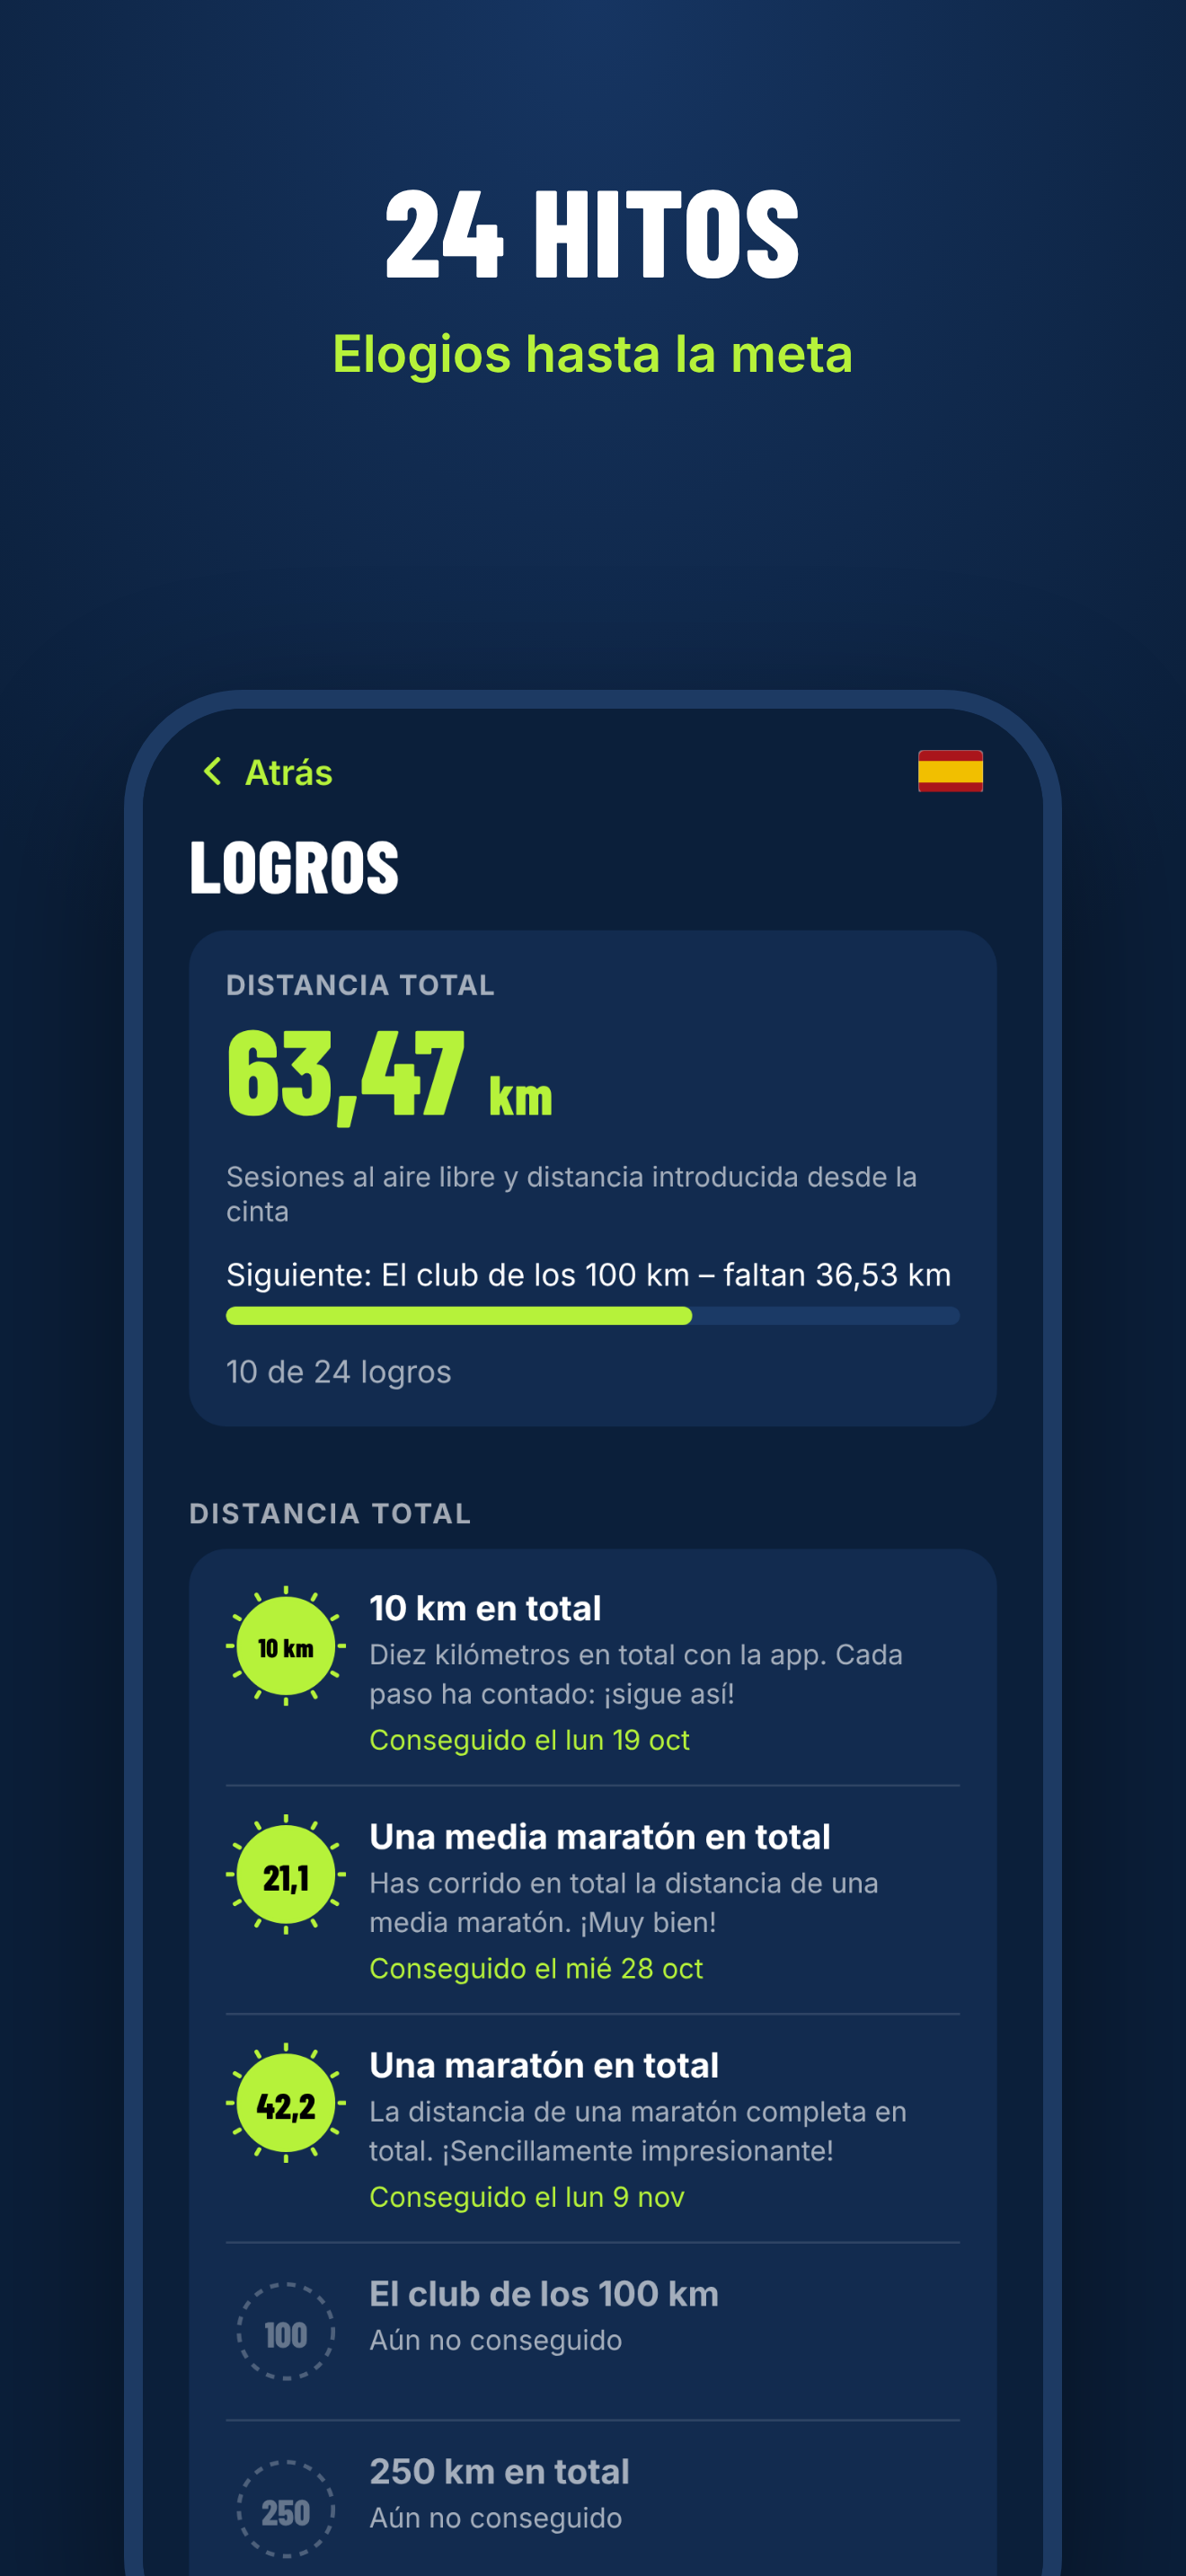 24 HITOS
Elogios hasta la meta
Atrás
LOGROS
DISTANCIA TOTAL
63,47 km
Sesiones al aire libre y distancia introducida desde la
cinta
Siguiente: El club de los 100 km – faltan 36,53 km
10 de 24 logros
DISTANCIA TOTAL
10 km
10 km en total
Diez kilómetros en total con la app. Cada
paso ha contado: ¡sigue así!
Conseguido el lun 19 oct
21,1
Una media maratón en total
Has corrido en total la distancia de una
media maratón. ¡Muy bien!
Conseguido el mié 28 oct
42,2
Una maratón en total
La distancia de una maratón completa en
total. ¡Sencillamente impresionante!
Conseguido el lun 9 nov
100
El club de los 100 km
Aún no conseguido
250
250 km en total
Aún no conseguido